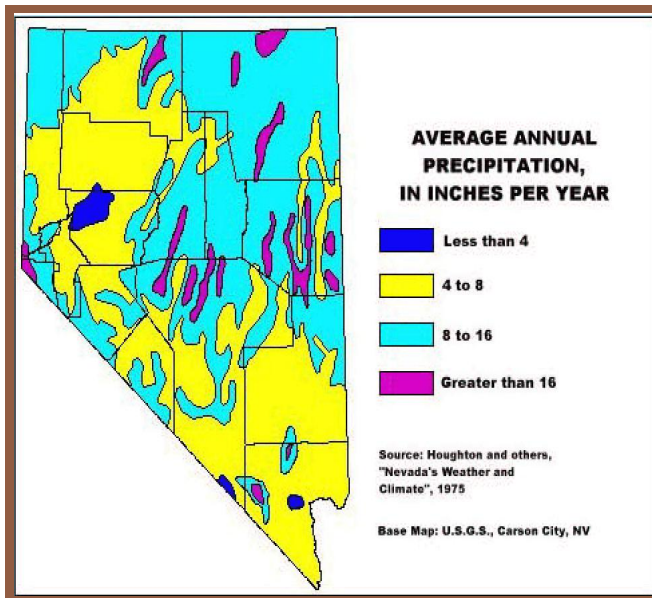 AVERAGE ANNUAL
PRECIPITATION,
IN INCHES PER YEAR
Less than 4
4 to 8
8 to 16
Greater than 16
Source: Houghton and others,
"Nevada's Weather and
Climate", 1975
Base Map: U.S.G.S., Carson City, NV